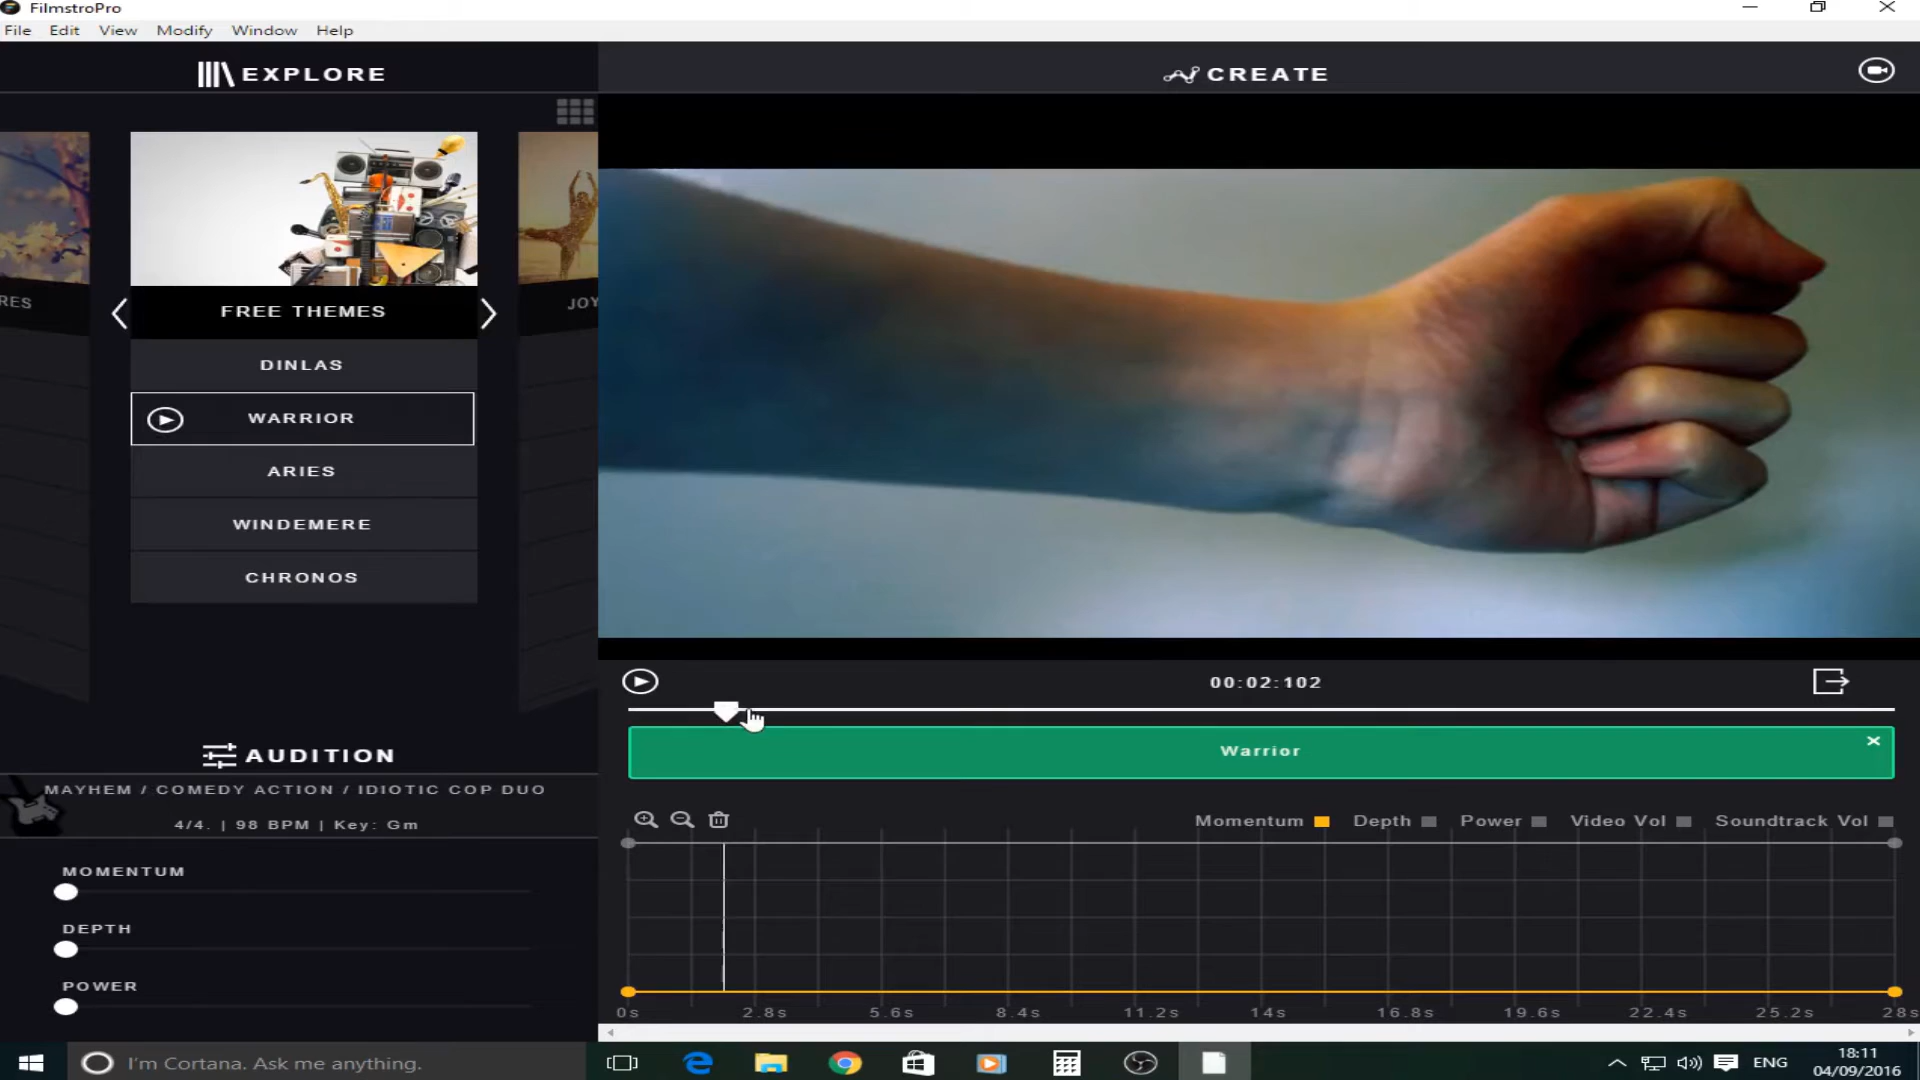 FilmstroPro
File Edit View Modify Window Help
EXPLORE
CREATE
RES
FREE THEMES
JOY
DINLAS
WARRIOR
ARIES
WINDEMERE
CHRONOS
00:02:102
Warrior
AUDITION
MAYHEM / COMEDY ACTION / IDIOTIC COP DUO
4/4. | 98 BPM | Key: Gm
Momentum Depth Power Video Vol Soundtrack Vol
MOMENTUM
DEPTH
POWER
0s 2.8s 5.6s 8.4s 11.2s 14s 16.8s 19.6s 22.4s 25.2s 28s
I'm Cortana. Ask me anything.
ENG
18:11
04/09/2016